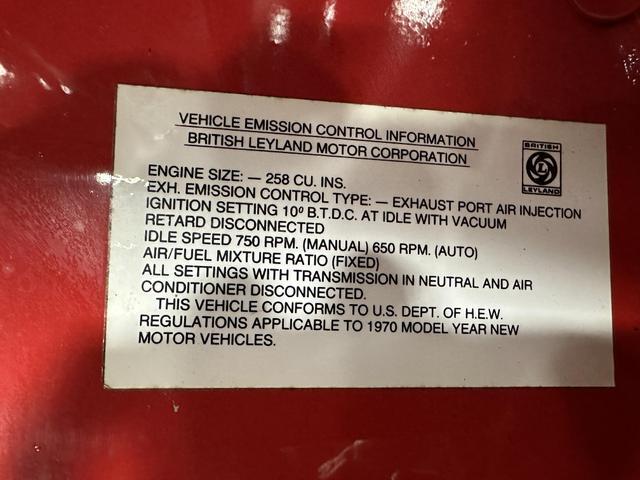 VEHICLE EMISSION CONTROL INFORMATION
BRITISH LEYLAND MOTOR CORPORATION
BRITISH
L
LEYLAND
ENGINE SIZE: — 258 CU. INS.
EXH. EMISSION CONTROL TYPE: — EXHAUST PORT AIR INJECTION
IGNITION SETTING 10º B.T.D.C. AT IDLE WITH VACUUM
RETARD DISCONNECTED
IDLE SPEED 750 RPM. (MANUAL) 650 RPM. (AUTO)
AIR/FUEL MIXTURE RATIO (FIXED)
ALL SETTINGS WITH TRANSMISSION IN NEUTRAL AND AIR
CONDITIONER DISCONNECTED.
THIS VEHICLE CONFORMS TO U.S. DEPT. OF H.E.W.
REGULATIONS APPLICABLE TO 1970 MODEL YEAR NEW
MOTOR VEHICLES.